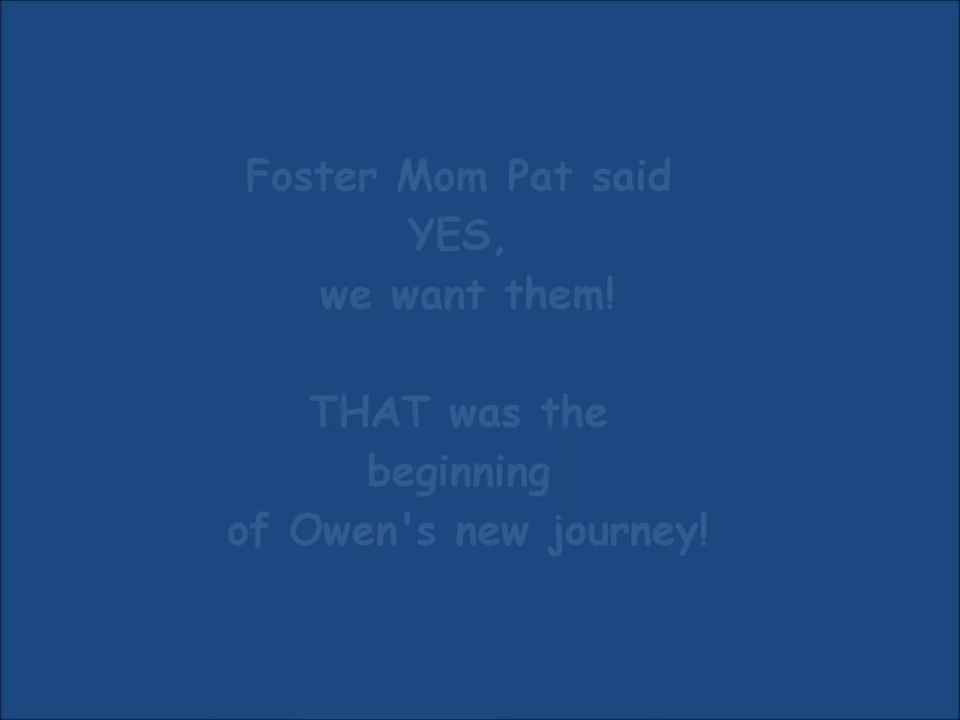 Foster Mom Pat said
YES,
we want them!
THAT was the
beginning
of Owen's new journey!